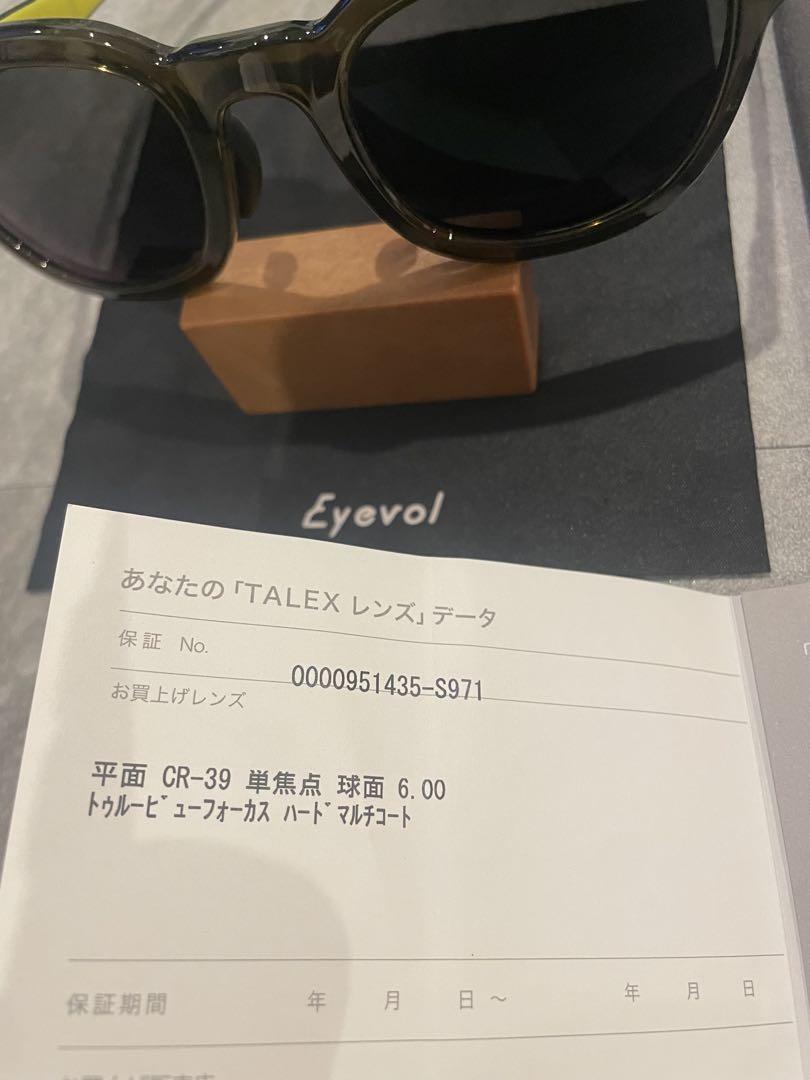 Eyevol
あなたの「TALEX レンズ」データ
保証 No.
0000951435-S971
お買上げレンズ
平面 CR-39 単焦点 球面 6.00
トゥルービューフォーカス ハードマルチコート
保証期間 年 月 日 ～ 年 月 日